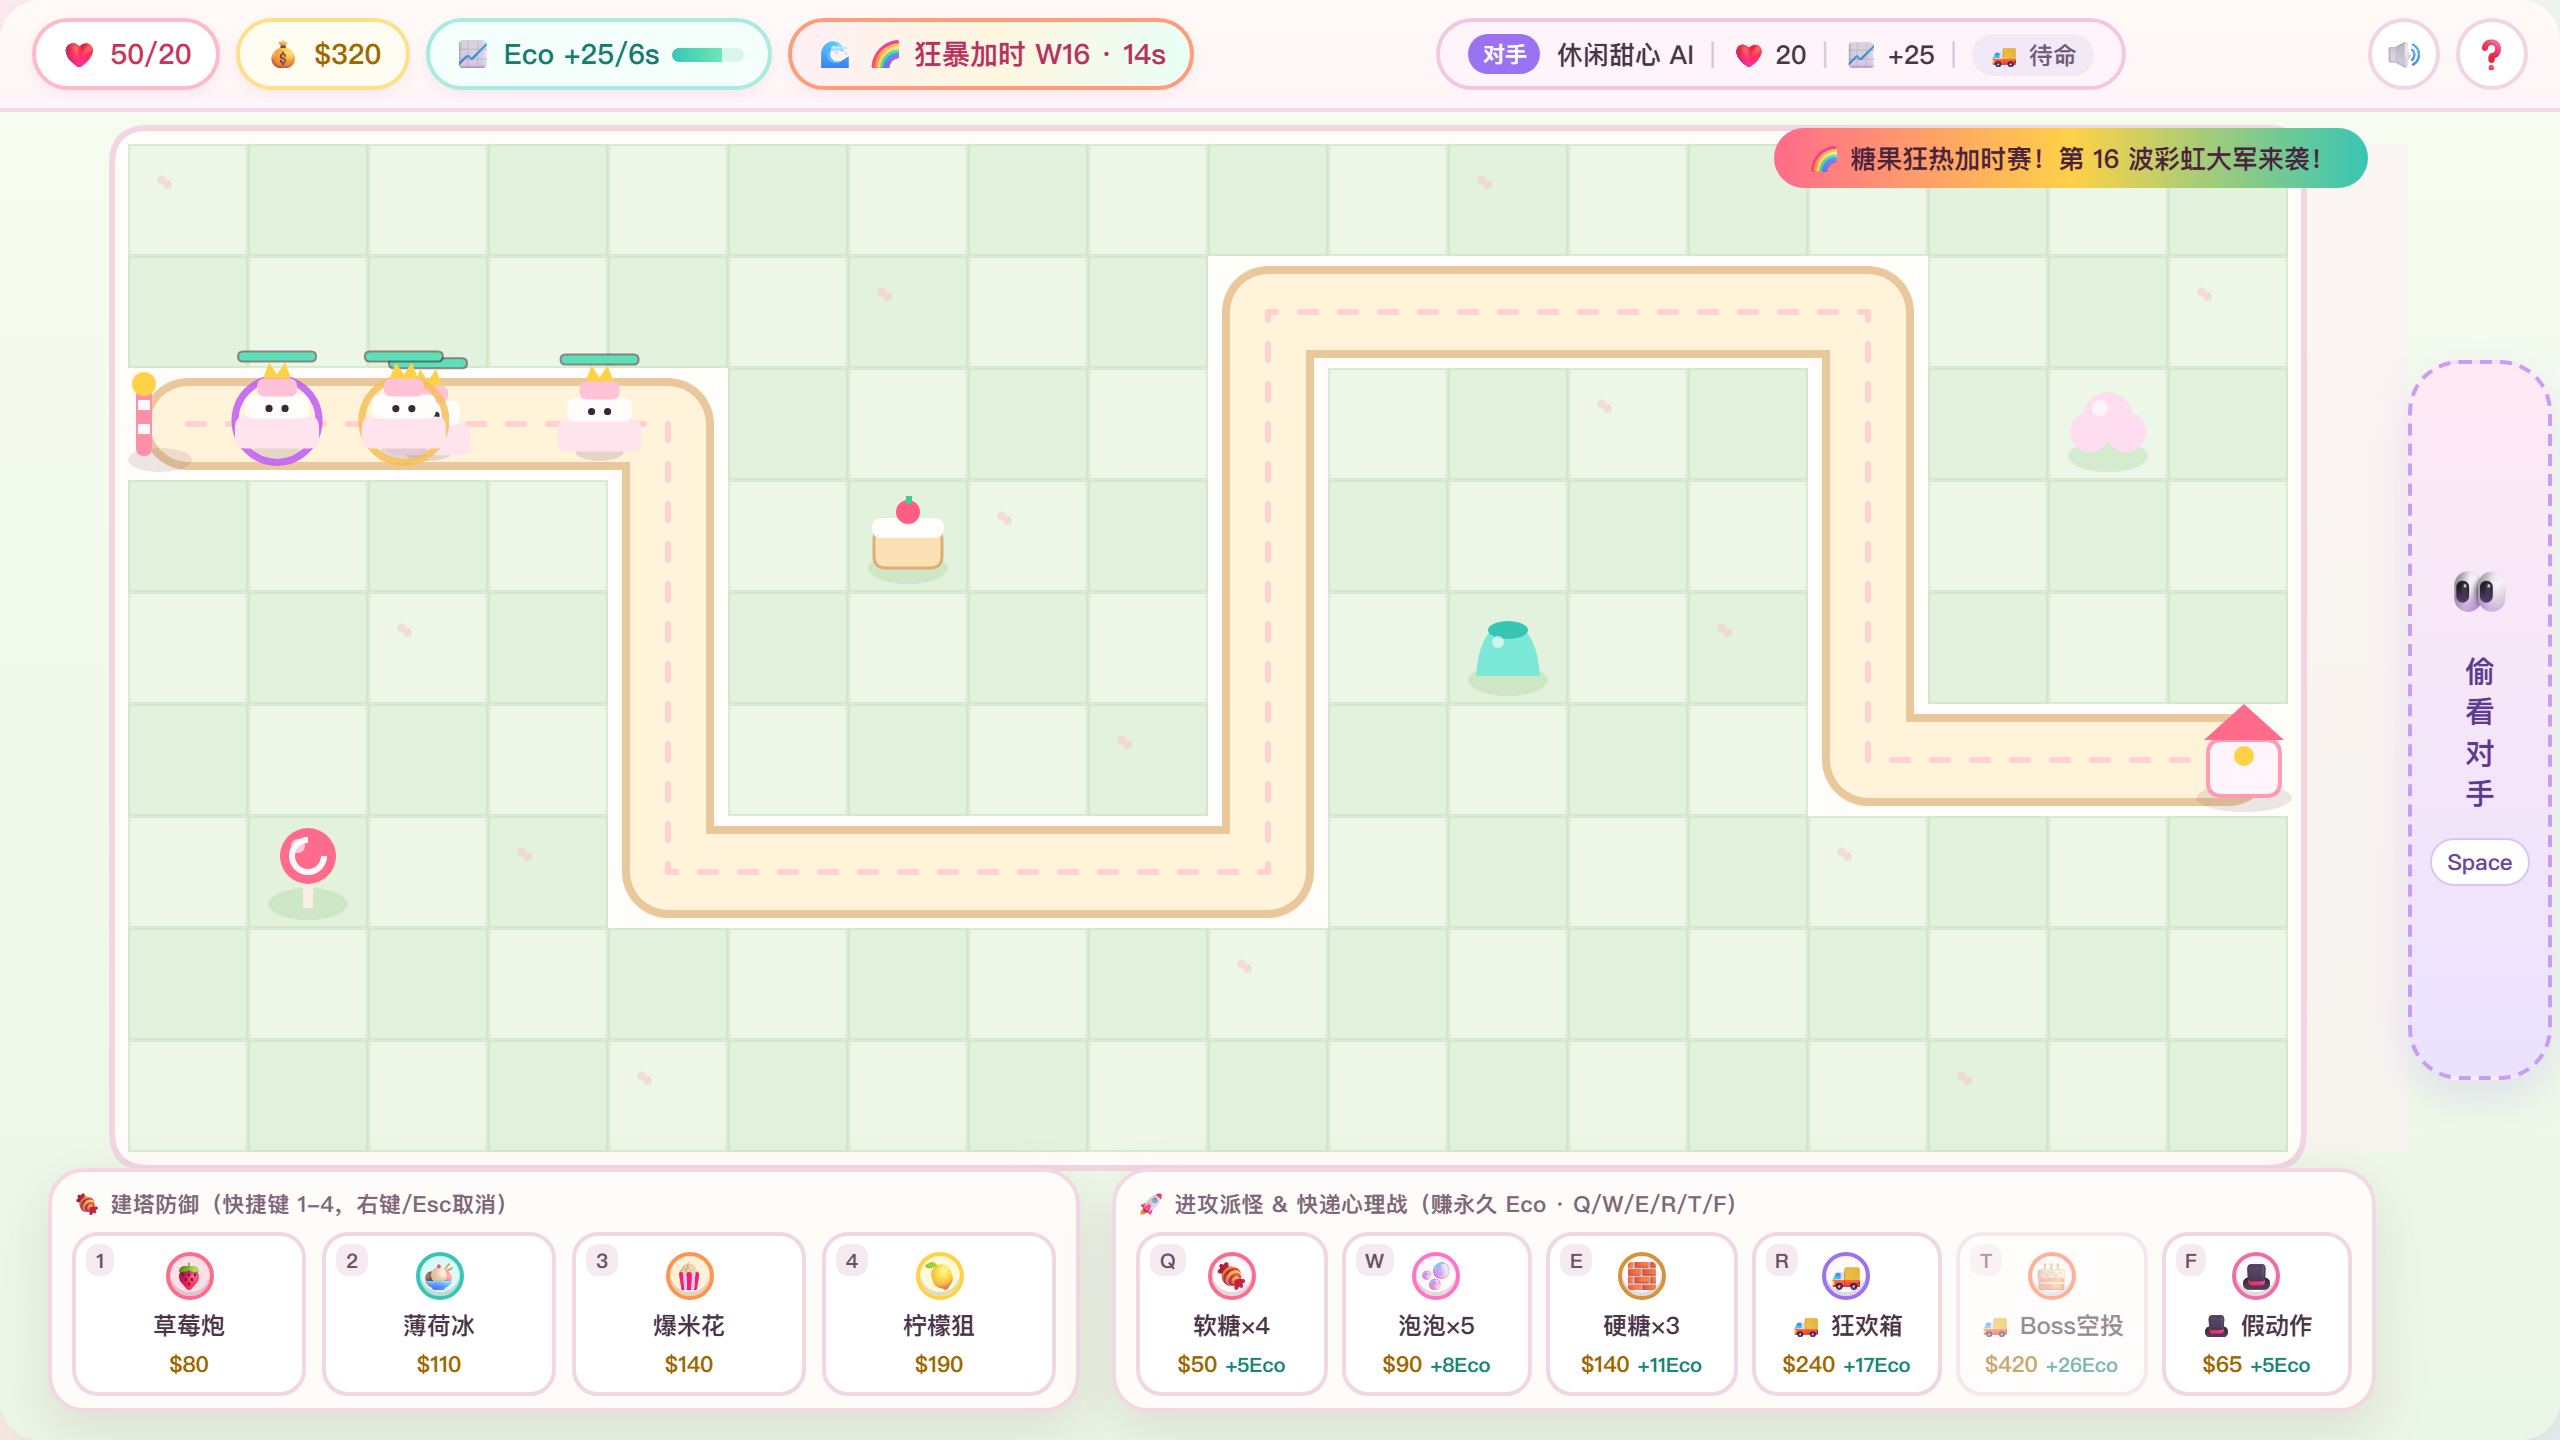 50/20
$320
Eco +25/6s
狂暴加时 W16 · 14s
对手 休闲甜心 AI | 20 | +25 | 待命
糖果狂热加时赛！第 16 波彩虹大军来袭！
偷看对手
Space
建塔防御（快捷键 1-4，右键/Esc取消）
1
草莓炮
$80
2
薄荷冰
$110
3
爆米花
$140
4
柠檬狙
$190
进攻派怪 & 快递心理战（赚永久 Eco · Q/W/E/R/T/F）
Q
软糖×4
$50 +5Eco
W
泡泡×5
$90 +8Eco
E
硬糖×3
$140 +11Eco
R
狂欢箱
$240 +17Eco
T
Boss空投
$420 +26Eco
F
假动作
$65 +5Eco